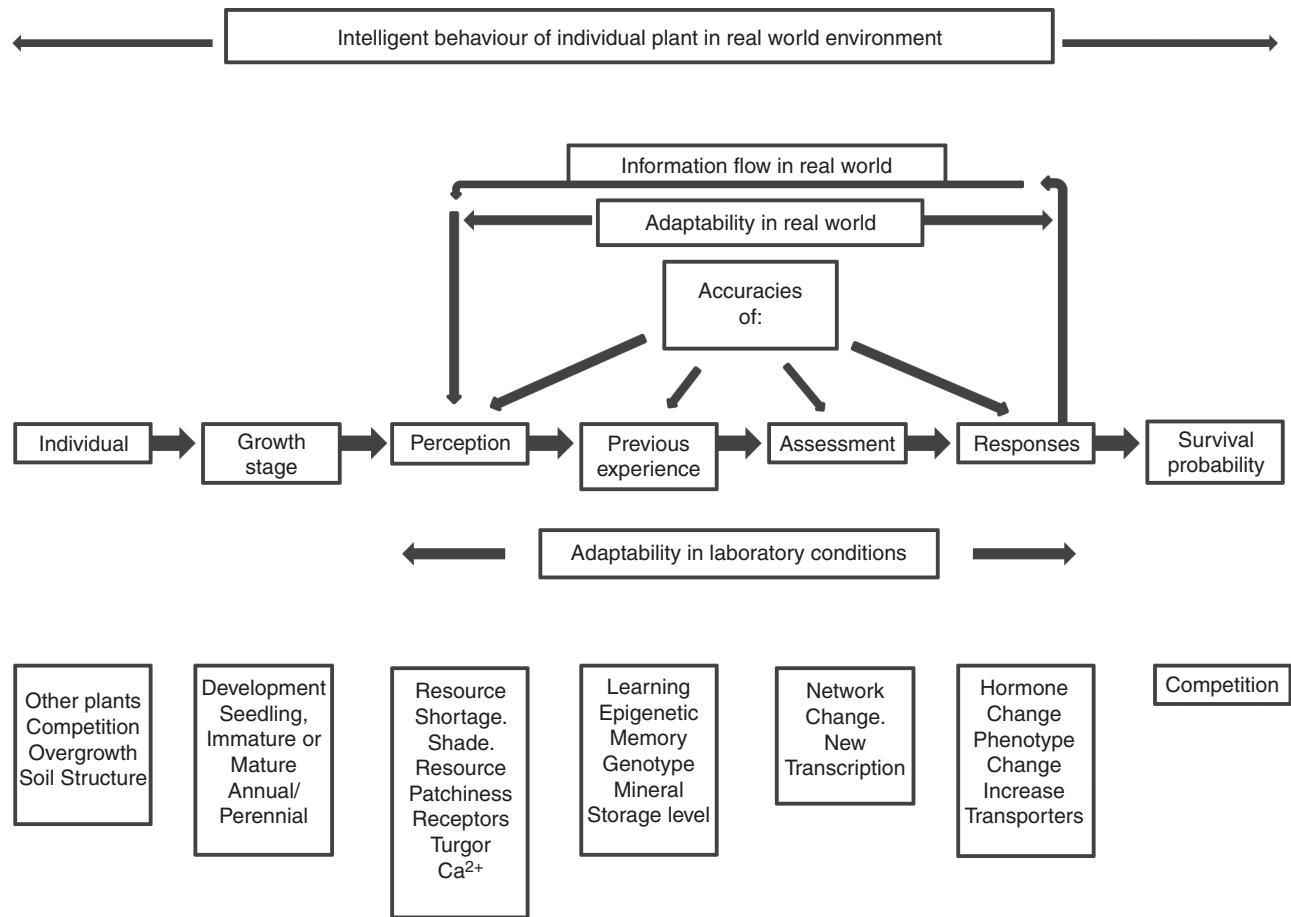 Intelligent behaviour of individual plant in real world environment
Information flow in real world
Adaptability in real world
Accuracies
of:
Individual
Growth
stage
Perception
Previous
experience
Assessment
Responses
Survival
probability
Adaptability in laboratory conditions
Other plants
Competition
Overgrowth
Soil Structure
Development
Seedling,
Immature or
Mature
Annual/
Perennial
Resource
Shortage.
Shade.
Resource
Patchiness
Receptors
Turgor
Ca²⁺
Learning
Epigenetic
Memory
Genotype
Mineral
Storage level
Network
Change.
New
Transcription
Hormone
Change
Phenotype
Change
Increase
Transporters
Competition